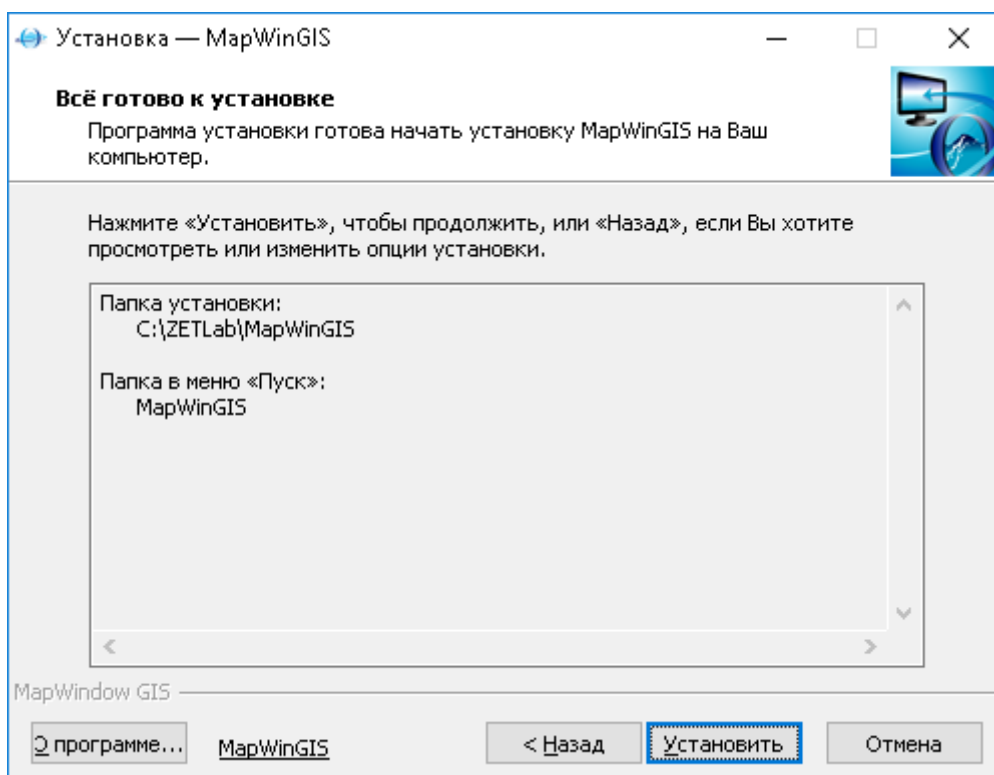 Установка — MapWinGIS
Всё готово к установке
Программа установки готова начать установку MapWinGIS на Ваш
компьютер.
Нажмите «Установить», чтобы продолжить, или «Назад», если Вы хотите
просмотреть или изменить опции установки.
Папка установки:
C:\ZETLab\MapWinGIS
Папка в меню «Пуск»:
MapWinGIS
MapWindow GIS
О программе... MapWinGIS < Назад Установить Отмена